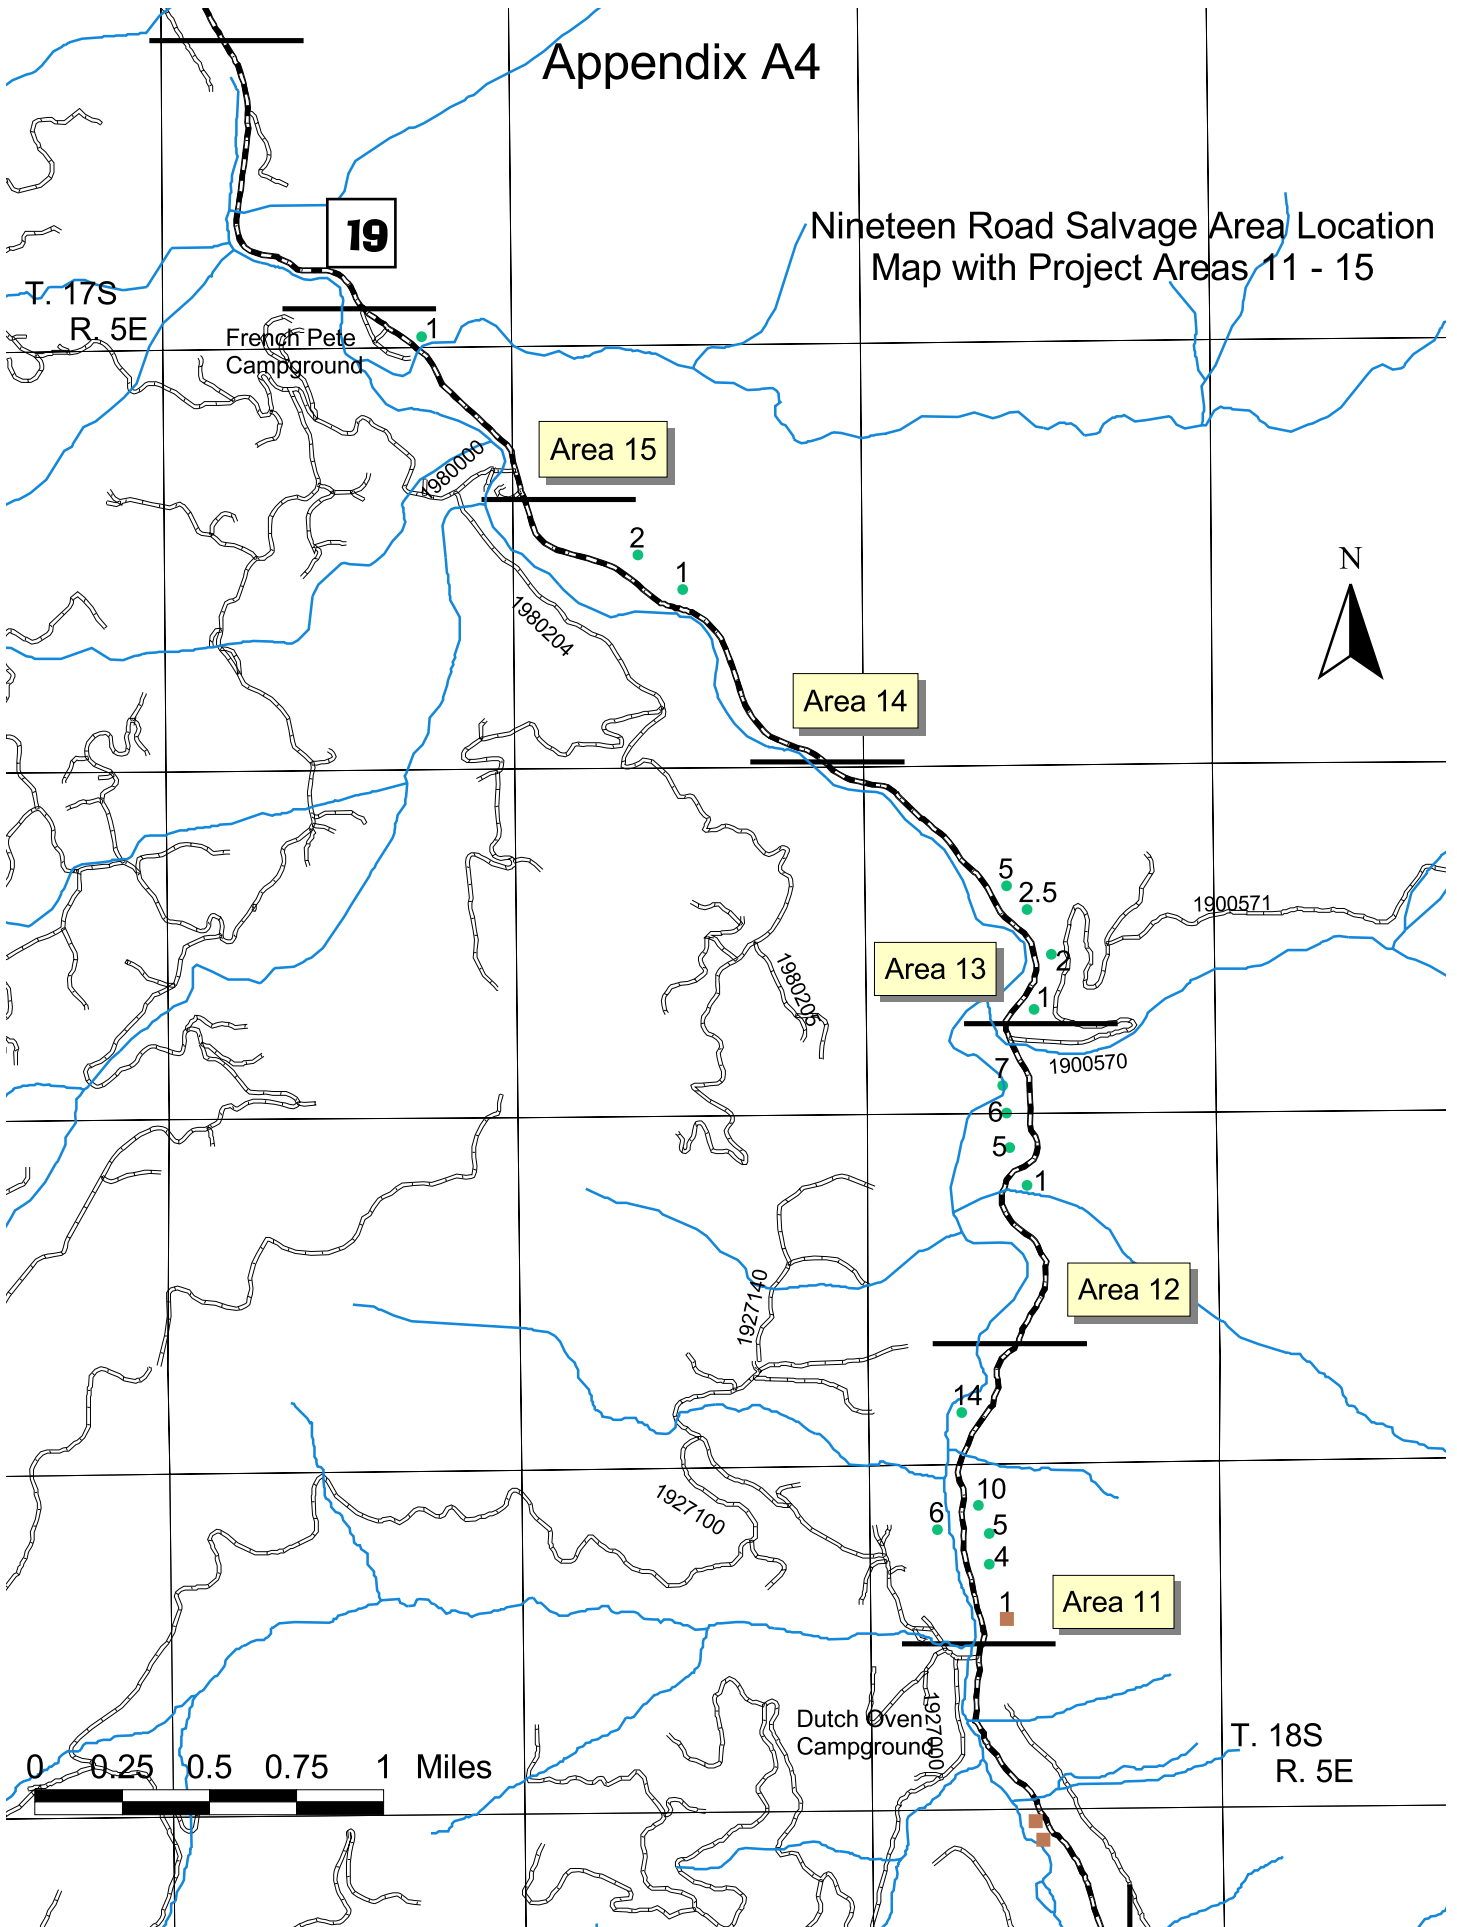 Appendix A4
19
Nineteen Road Salvage Area Location
Map with Project Areas 11 - 15
T. 17S
R. 5E
French Pete
Campground
1
Area 15
1980000
2
1
N
1980204
Area 14
5
2.5
1900571
2
Area 13
1980205
1
1900570
7
6
5
1
Area 12
1927140
14
10
1927100
6
5
4
1
Area 11
Dutch Oven
Campground
1927000
T. 18S
R. 5E
0 0.25 0.5 0.75 1 Miles